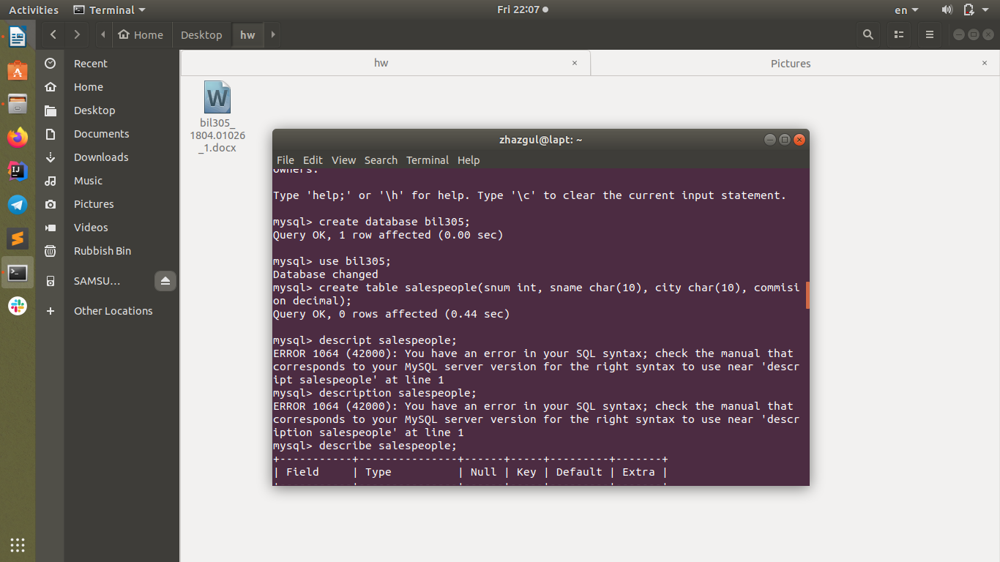 Activities
Terminal
Fri 22:07
en
Home
Desktop
hw
Recent
Home
Desktop
Documents
Downloads
Music
Pictures
Videos
Rubbish Bin
SAMSU…
Other Locations
hw
Pictures
W
bil305_
1804.01026
_1.docx
zhazgul@lapt: ~
File Edit View Search Terminal Help
owners.
Type 'help;' or '\h' for help. Type '\c' to clear the current input statement.
mysql> create database bil305;
Query OK, 1 row affected (0.00 sec)
mysql> use bil305;
Database changed
mysql> create table salespeople(snum int, sname char(10), city char(10), commisi
on decimal);
Query OK, 0 rows affected (0.44 sec)
mysql> descript salespeople;
ERROR 1064 (42000): You have an error in your SQL syntax; check the manual that
corresponds to your MySQL server version for the right syntax to use near 'descr
ipt salespeople' at line 1
mysql> description salespeople;
ERROR 1064 (42000): You have an error in your SQL syntax; check the manual that
corresponds to your MySQL server version for the right syntax to use near 'descr
iption salespeople' at line 1
mysql> describe salespeople;
+-----------+---------------+------+-----+---------+-------+
| Field     | Type          | Null | Key | Default | Extra |